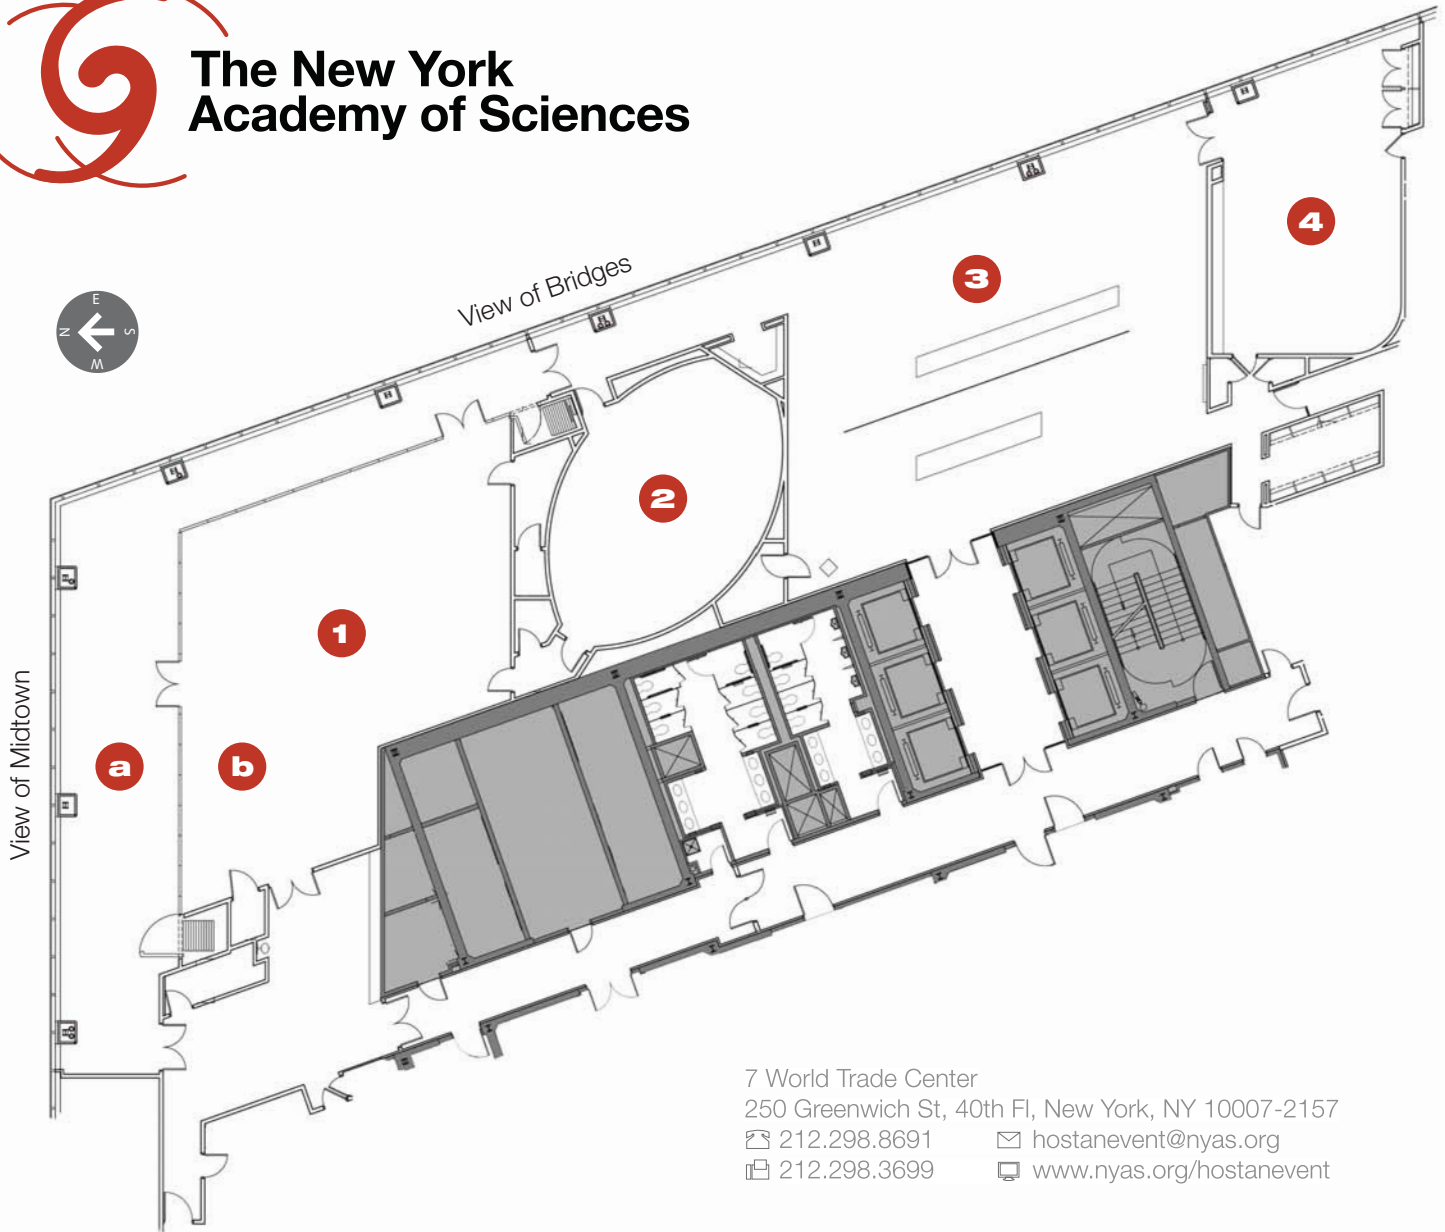 The New York
Academy of Sciences
View of Bridges
E
N
S
W
4
3
2
1
View of Midtown
a
b
7 World Trade Center
250 Greenwich St, 40th Fl, New York, NY 10007-2157
212.298.8691 hostanevent@nyas.org
212.298.3699 www.nyas.org/hostanevent